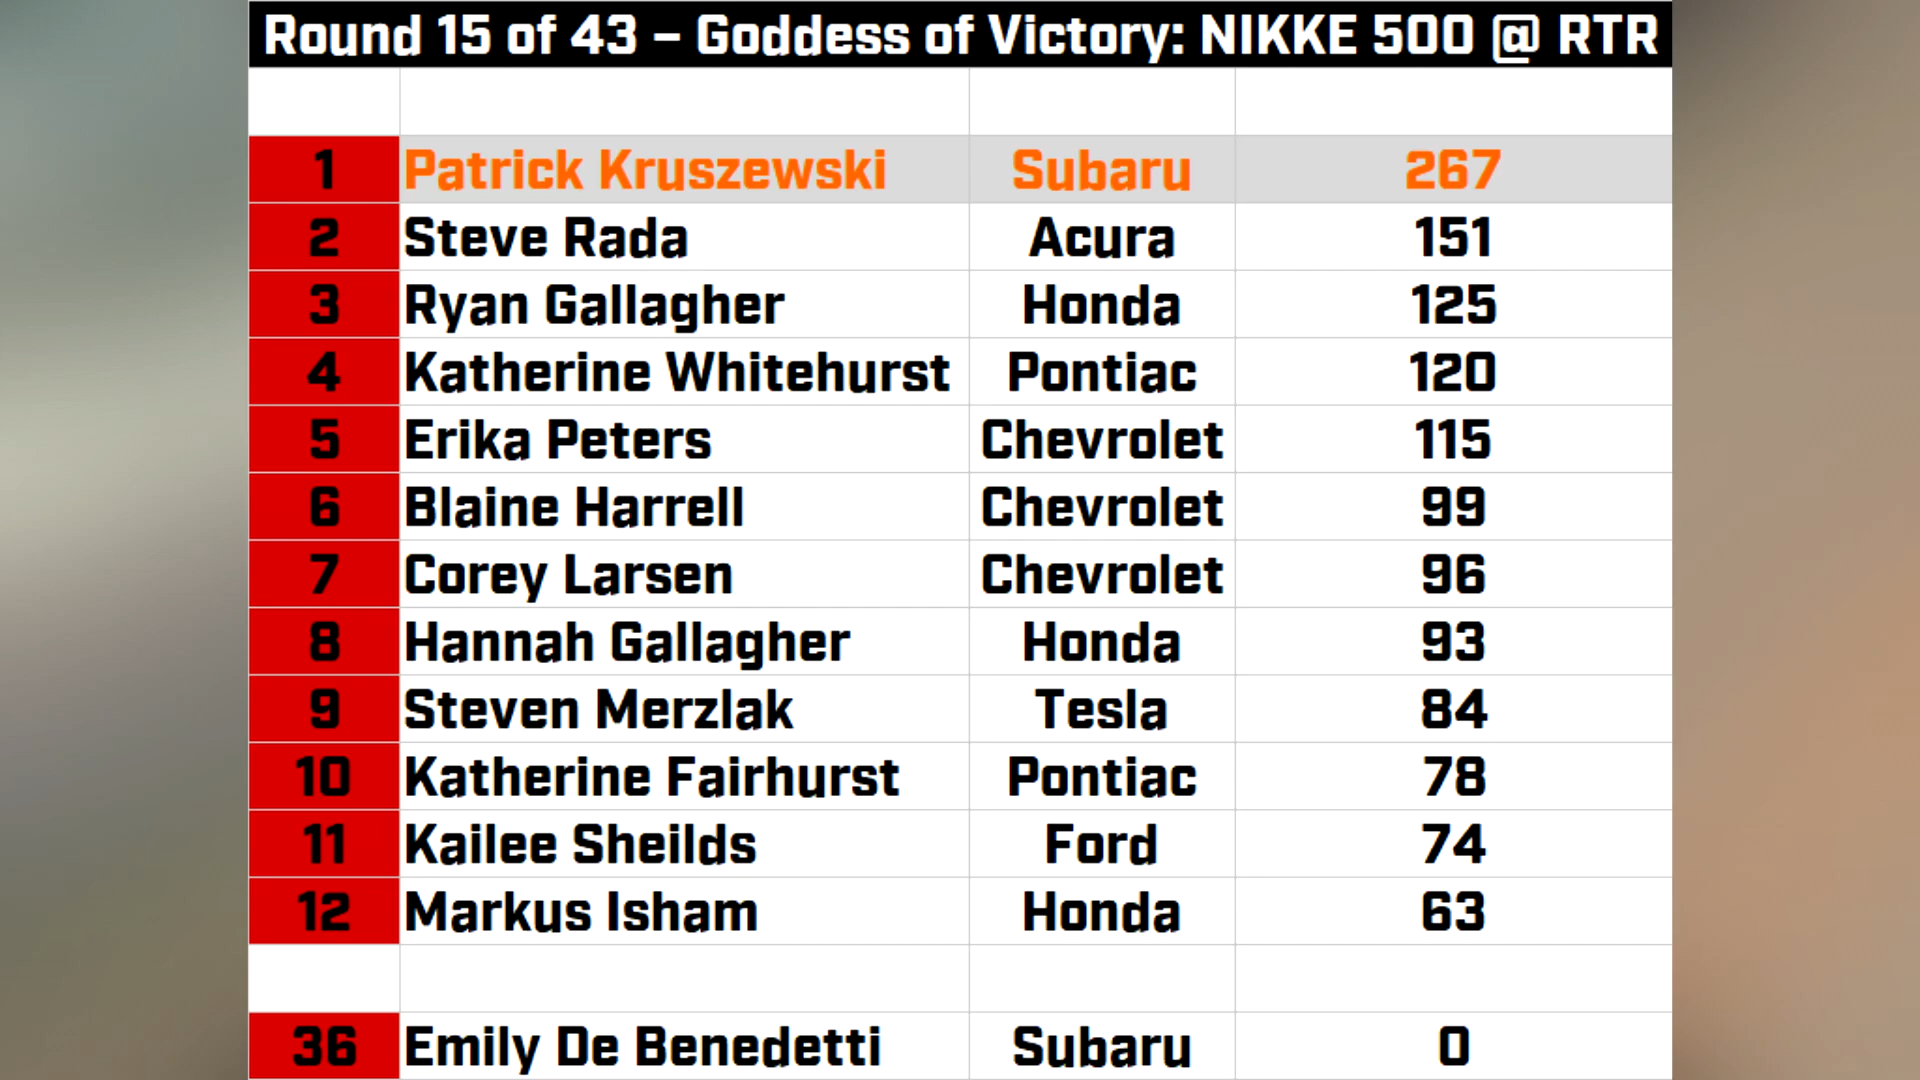 Round 15 of 43 – Goddess of Victory: NIKKE 500 @ RTR
1 Patrick Kruszewski Subaru 267
2 Steve Rada Acura 151
3 Ryan Gallagher Honda 125
4 Katherine Whitehurst Pontiac 120
5 Erika Peters Chevrolet 115
6 Blaine Harrell Chevrolet 99
7 Corey Larsen Chevrolet 96
8 Hannah Gallagher Honda 93
9 Steven Merzlak Tesla 84
10 Katherine Fairhurst Pontiac 78
11 Kailee Sheilds Ford 74
12 Markus Isham Honda 63
36 Emily De Benedetti Subaru 0